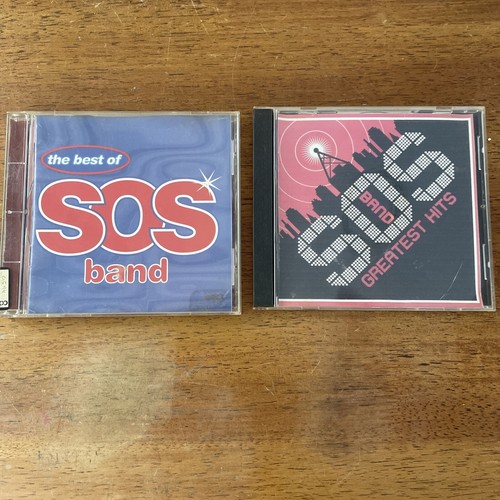 the best of
SOS
band
SOS
BAND
GREATEST HITS